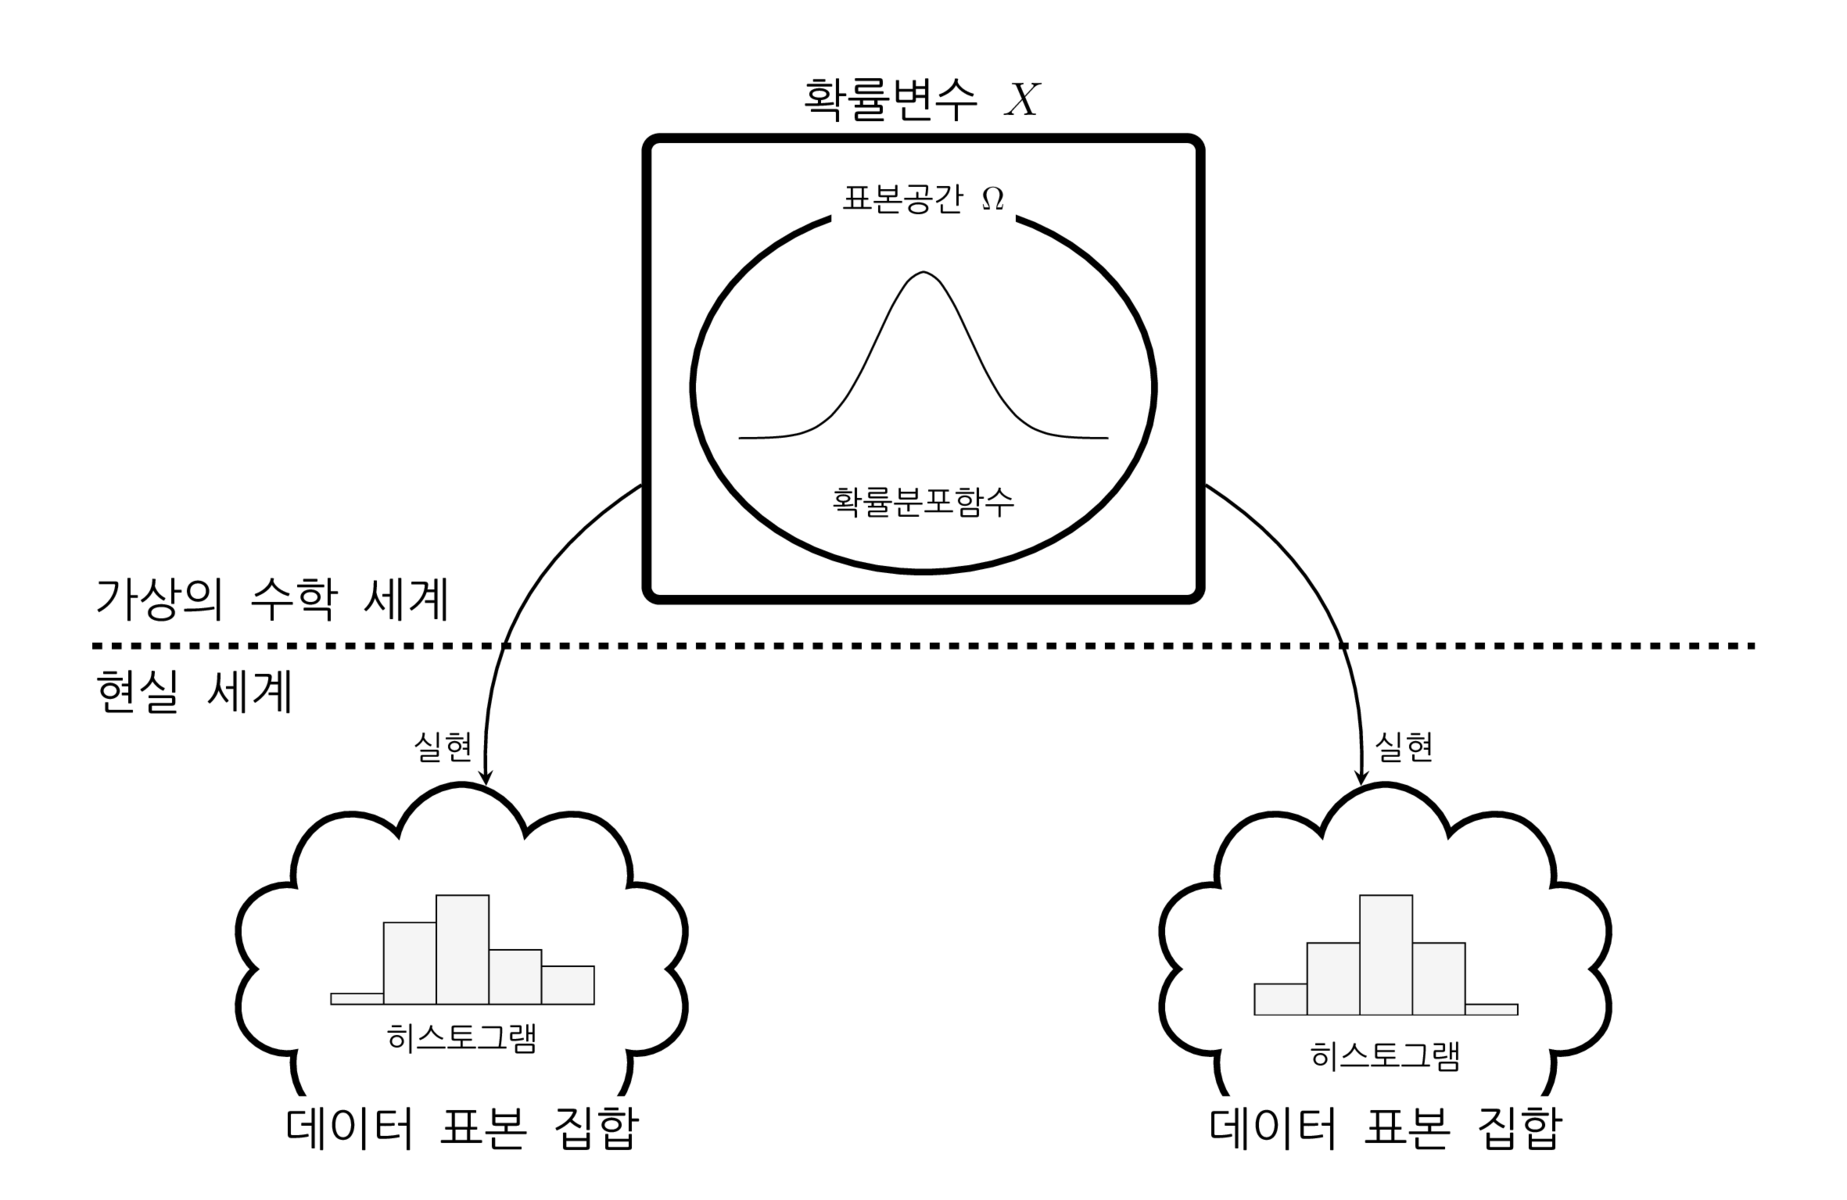 확률변수 X
표본공간 Ω
확률분포함수
가상의 수학 세계
현실 세계
실현
실현
히스토그램
히스토그램
데이터 표본 집합
데이터 표본 집합